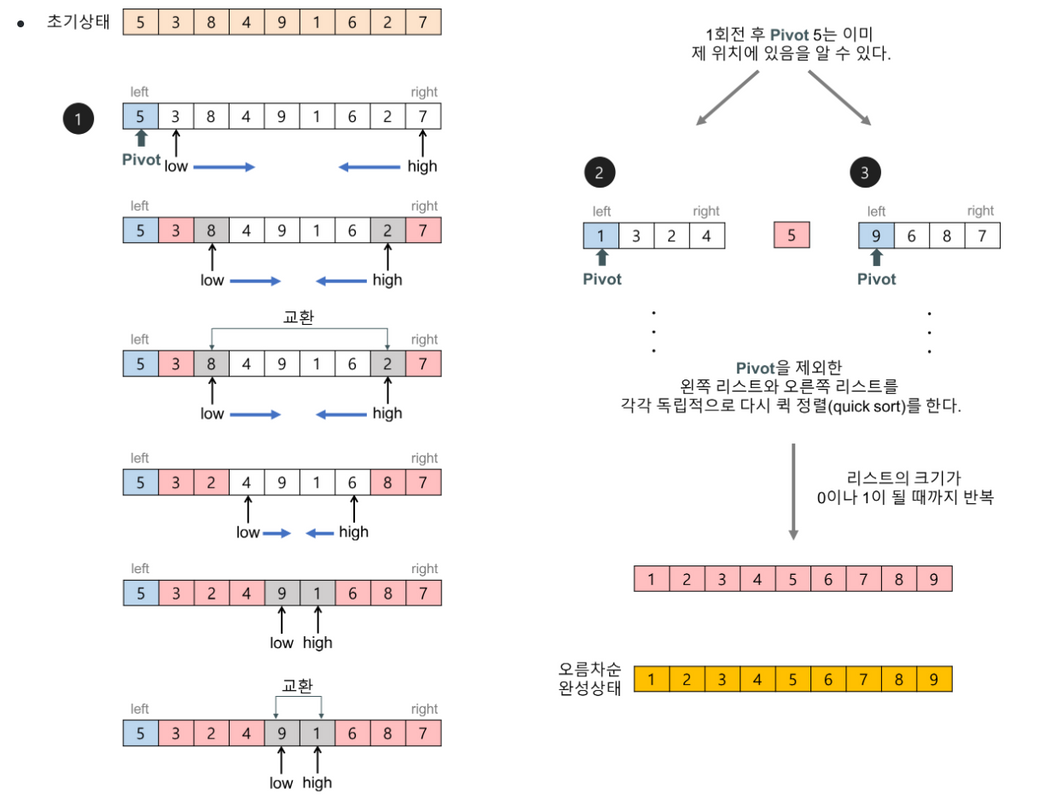 • 초기상태 5 3 8 4 9 1 6 2 7
left right
1 5 3 8 4 9 1 6 2 7
Pivot low high
left right
5 3 8 4 9 1 6 2 7
low high
교환
left right
5 3 8 4 9 1 6 2 7
low high
left right
5 3 2 4 9 1 6 8 7
low high
left right
5 3 2 4 9 1 6 8 7
low high
교환
left right
5 3 2 4 9 1 6 8 7
low high
1회전 후 Pivot 5는 이미
제 위치에 있음을 알 수 있다.
2 3
left right left right
1 3 2 4 5 9 6 8 7
Pivot Pivot
Pivot을 제외한
왼쪽 리스트와 오른쪽 리스트를
각각 독립적으로 다시 퀵 정렬(quick sort)를 한다.
리스트의 크기가
0이나 1이 될 때까지 반복
1 2 3 4 5 6 7 8 9
오름차순
완성상태
1 2 3 4 5 6 7 8 9